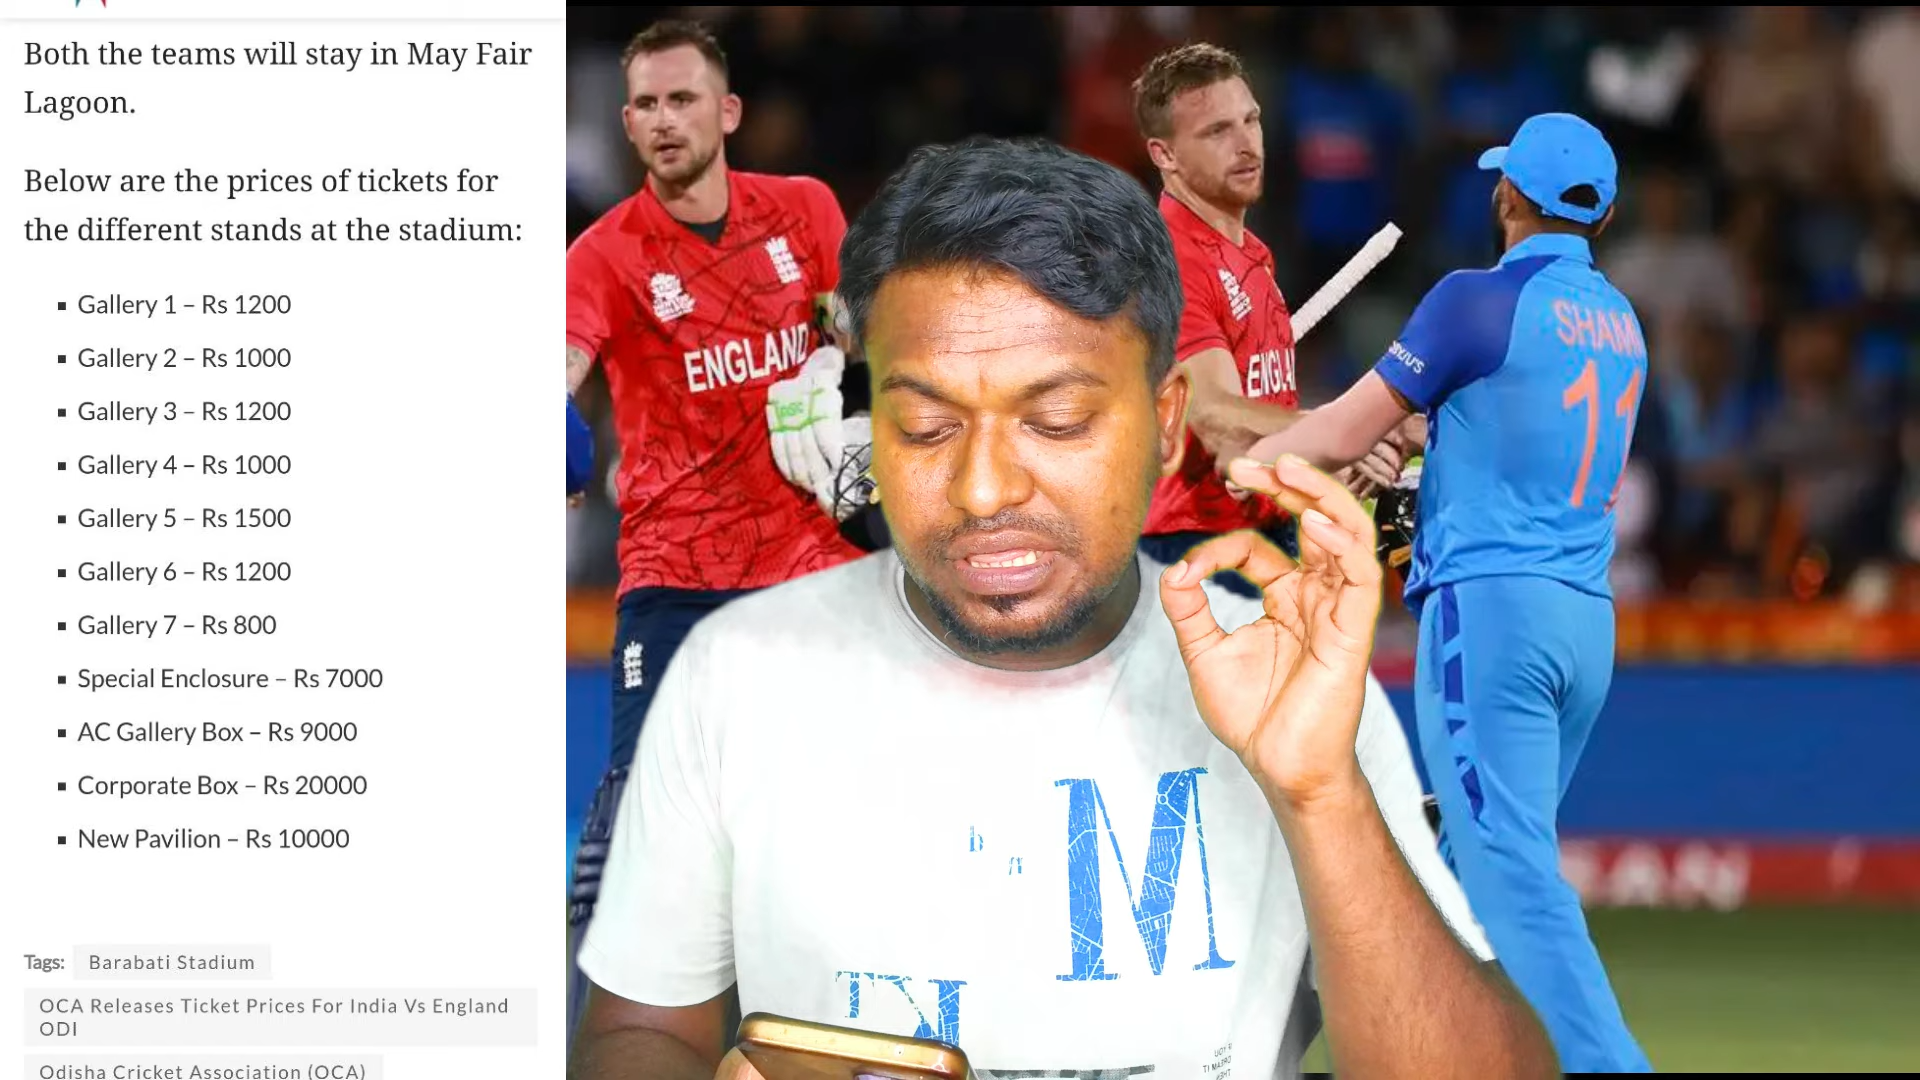 Both the teams will stay in May Fair
Lagoon.
Below are the prices of tickets for
the different stands at the stadium:
▪ Gallery 1 – Rs 1200
▪ Gallery 2 – Rs 1000
▪ Gallery 3 – Rs 1200
▪ Gallery 4 – Rs 1000
▪ Gallery 5 – Rs 1500
▪ Gallery 6 – Rs 1200
▪ Gallery 7 – Rs 800
▪ Special Enclosure – Rs 7000
▪ AC Gallery Box – Rs 9000
▪ Corporate Box – Rs 20000
▪ New Pavilion – Rs 10000
Tags: Barabati Stadium
OCA Releases Ticket Prices For India Vs England
ODI
Odisha Cricket Association (OCA)
ENGLAND
ENGLA
SHAMI
11
BYJU'S
M